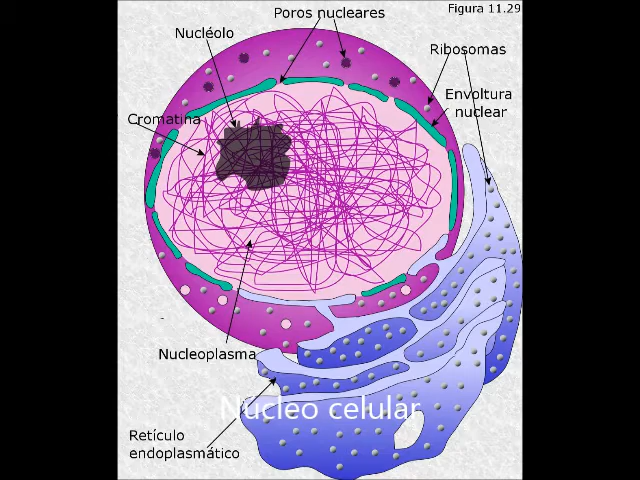 Figura 11.29
Poros nucleares
Nucléolo
Ribosomas
Envoltura
nuclear
Cromatina
Nucleoplasma
Núcleo celular
Retículo
endoplasmático